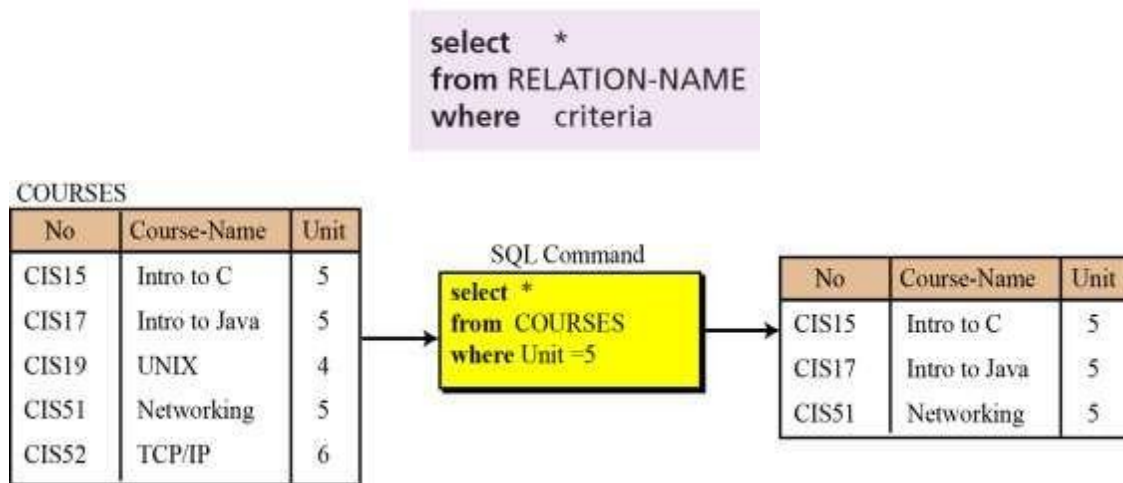 select *
from RELATION-NAME
where criteria
COURSES
No Course-Name Unit
CIS15 Intro to C 5
CIS17 Intro to Java 5
CIS19 UNIX 4
CIS51 Networking 5
CIS52 TCP/IP 6
SQL Command
select *
from COURSES
where Unit =5
No Course-Name Unit
CIS15 Intro to C 5
CIS17 Intro to Java 5
CIS51 Networking 5